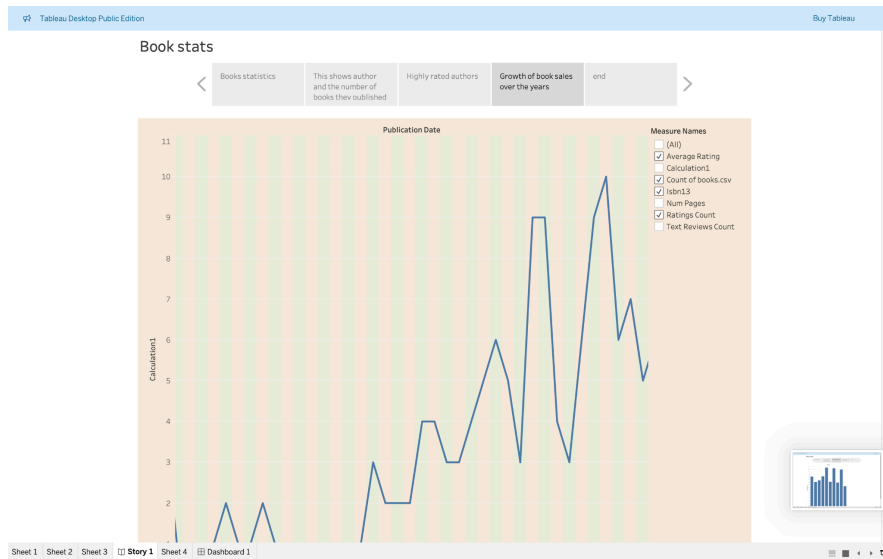 Tableau Desktop Public Edition
Buy Tableau
Book stats
Books statistics
This shows author
and the number of
books they published
Highly rated authors
Growth of book sales
over the years
end
Publication Date
Measure Names
(All)
Average Rating
Calculation1
Count of books.csv
Isbn13
Num Pages
Ratings Count
Text Reviews Count
11
10
9
8
7
6
5
4
3
2
Calculation1
Sheet 1
Sheet 2
Sheet 3
Story 1
Sheet 4
Dashboard 1